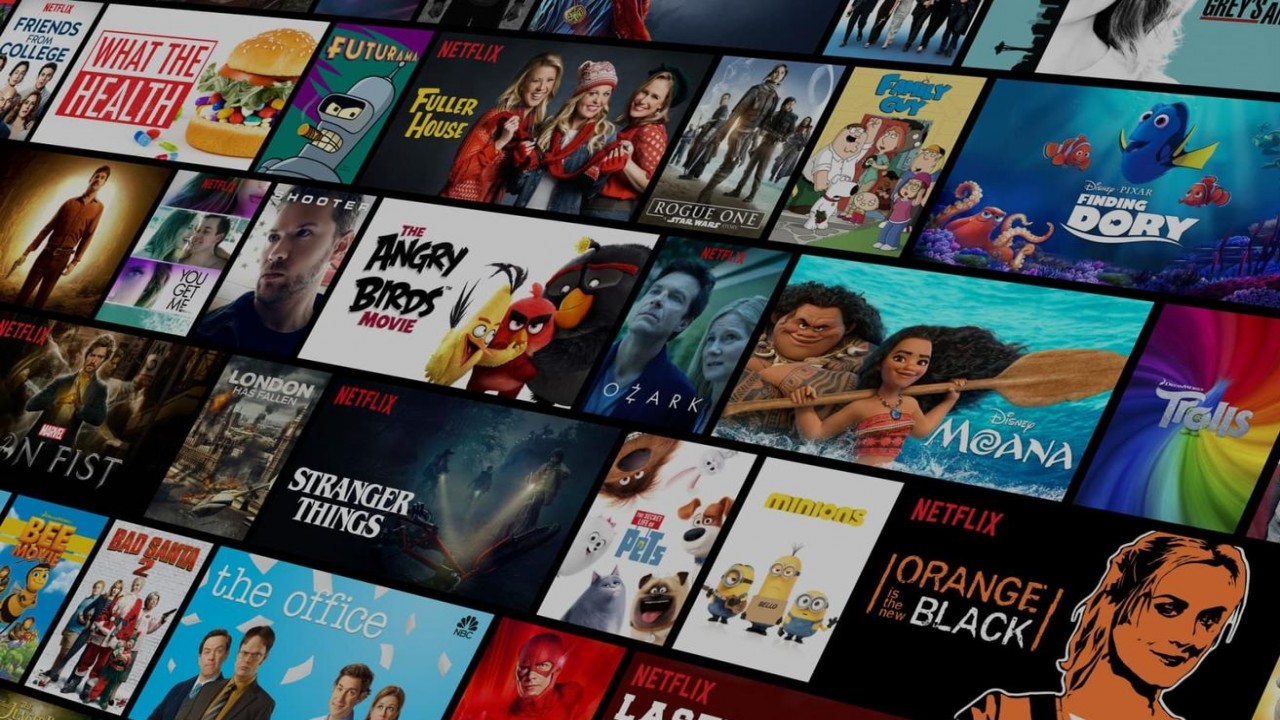 NETFLIX
FRIENDS
FROM
COLLEGE
WHAT THE
HEALTH
FUTURAMA
NETFLIX
FULLER
HOUSE
ROGUE ONE
A STAR WARS STORY
FAMILY
GUY
DISNEY · PIXAR
FINDING
DORY
GREY'S
NETFLIX
YOU
GET
ME
SHOOTER
THE
ANGRY
BIRDS™
MOVIE
NETFLIX
OZARK
Disney
MOANA
DREAMWORKS
TROLLS
NETFLIX
MARVEL
FIST
LONDON
HAS FALLEN
NETFLIX
STRANGER
THINGS
THE SECRET
LIFE OF
PETS
minions
BELLO
NETFLIX
ORANGE
is
the
new
BLACK
BEE
MOVIE
BAD SANTA
2
the office
NBC
NETFLIX